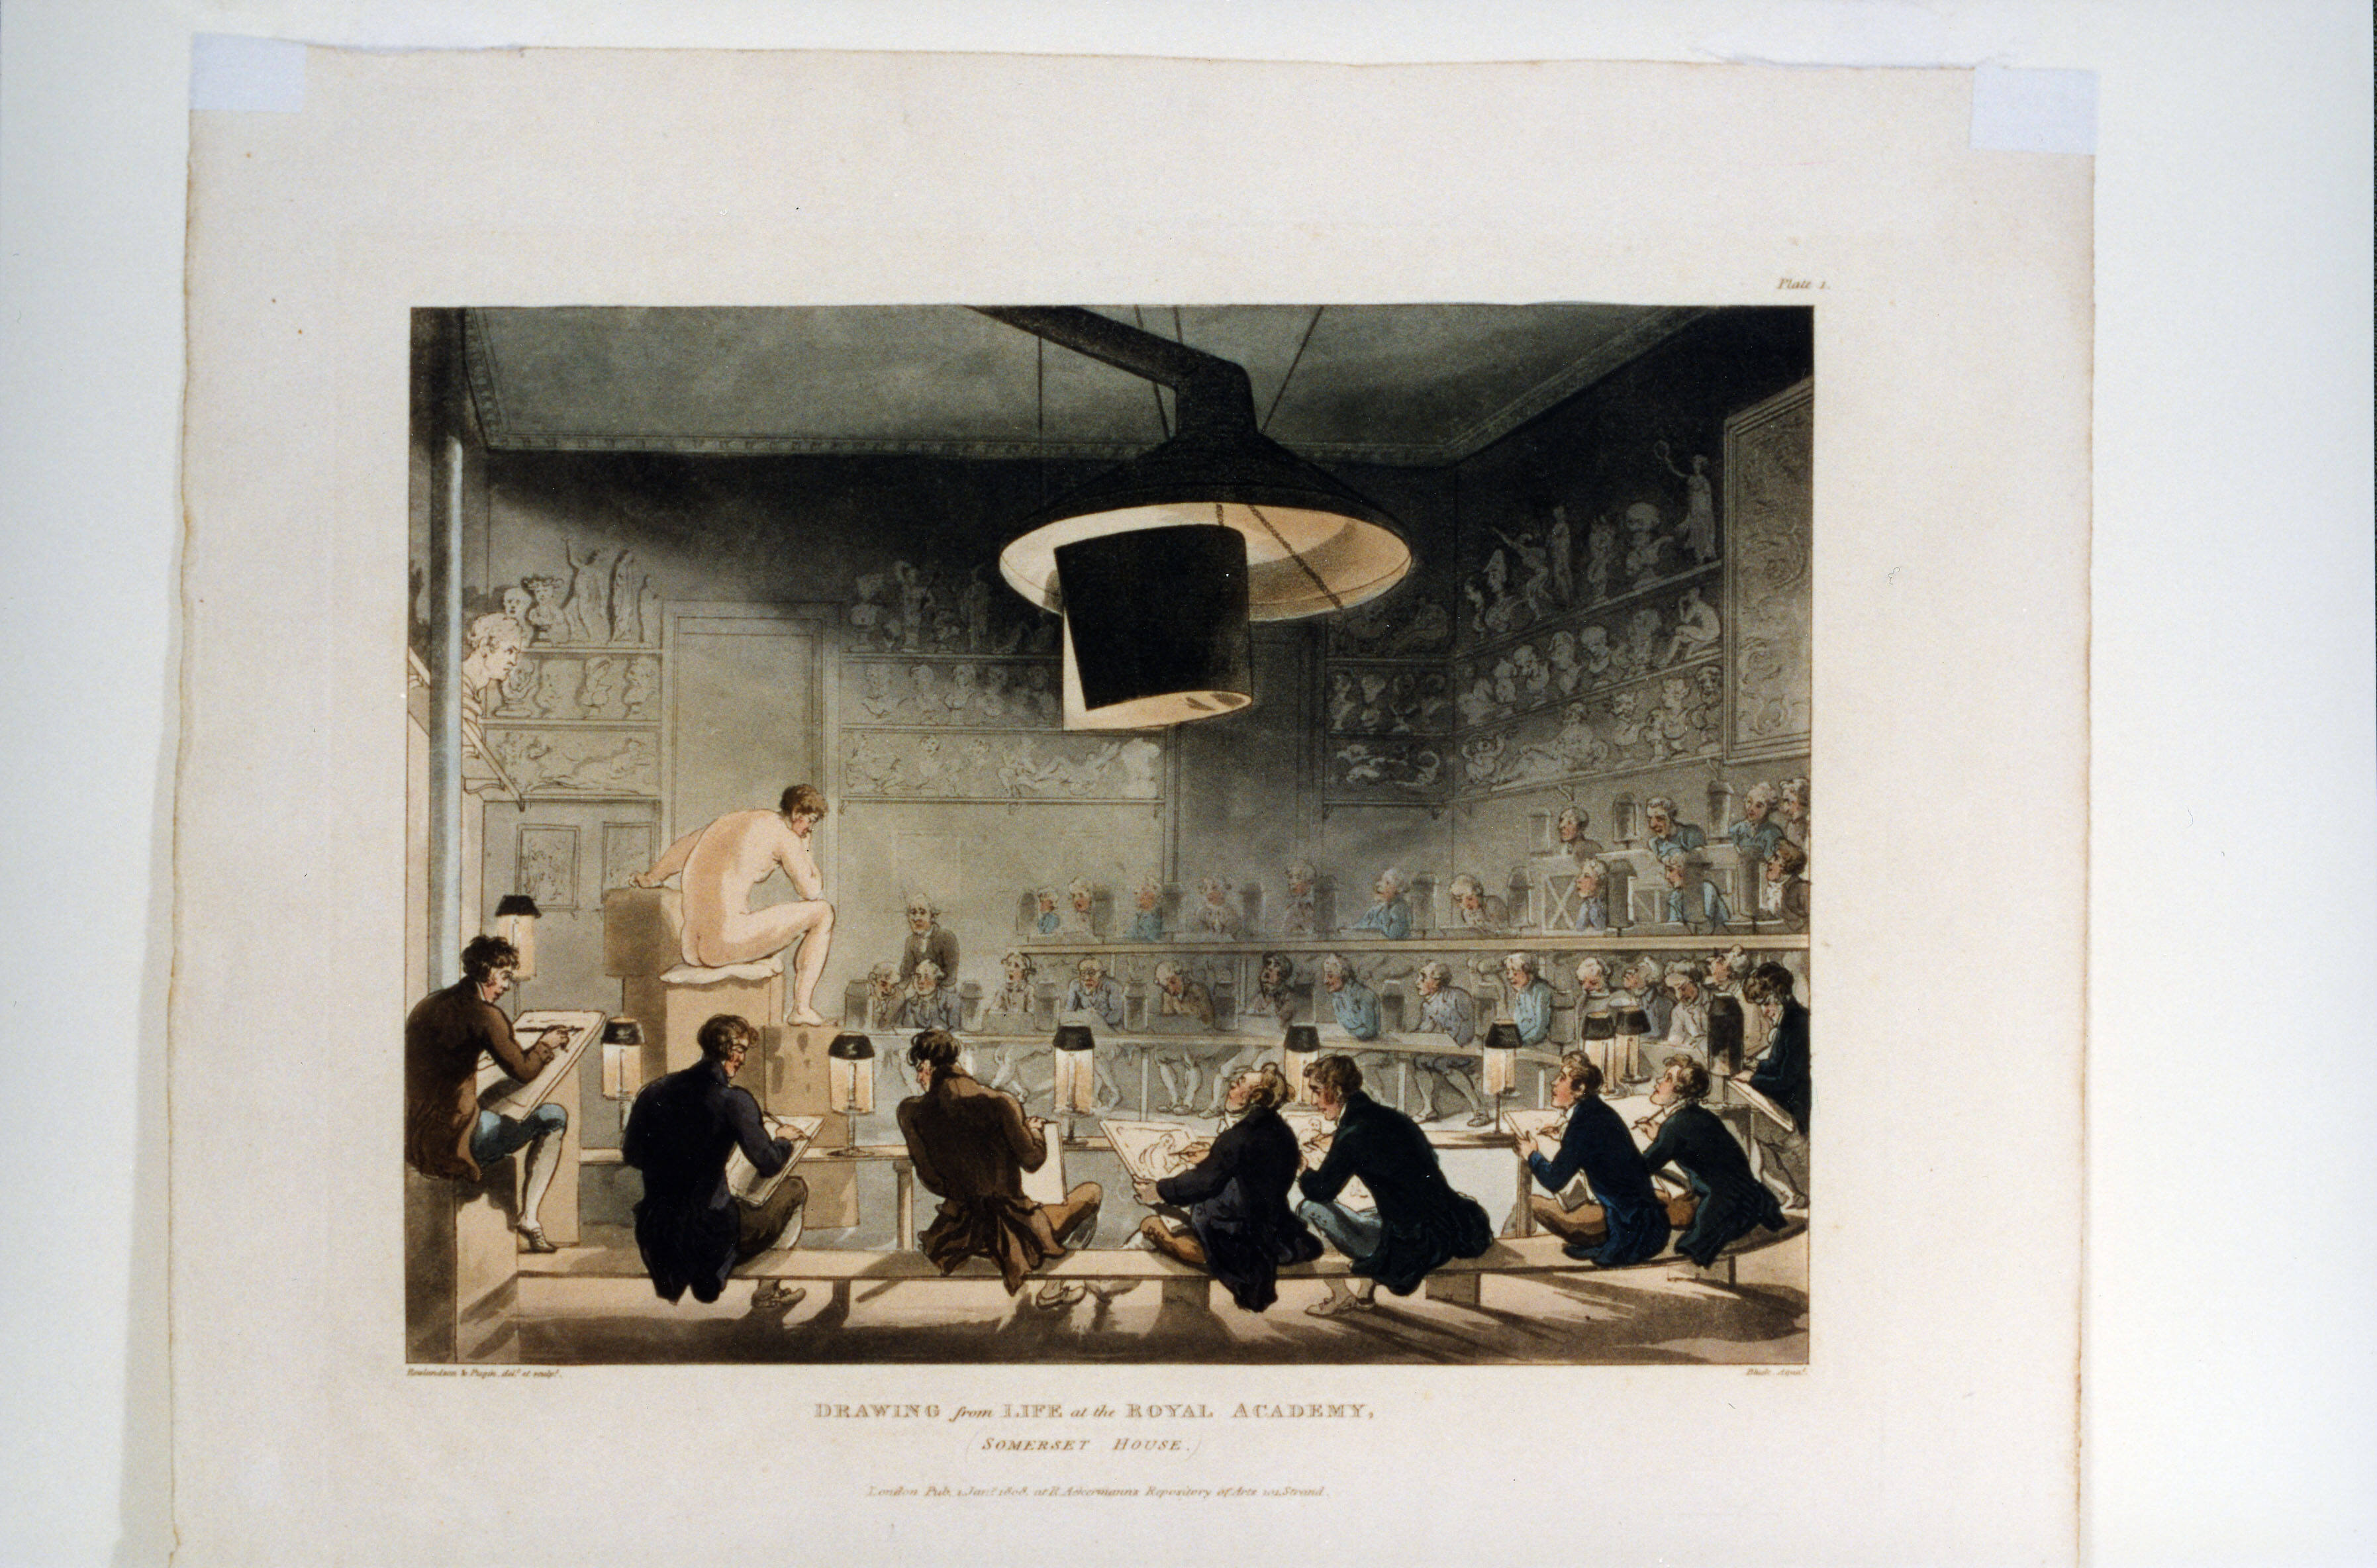 Plate 1.
Rowlandson & Pugin delt. et sculpt.
Bluck Aquat.
DRAWING from LIFE at the ROYAL ACADEMY,
(SOMERSET HOUSE.)
London Pub. 1 Jany. 1808, at R. Ackermann's Repository of Arts 101 Strand.